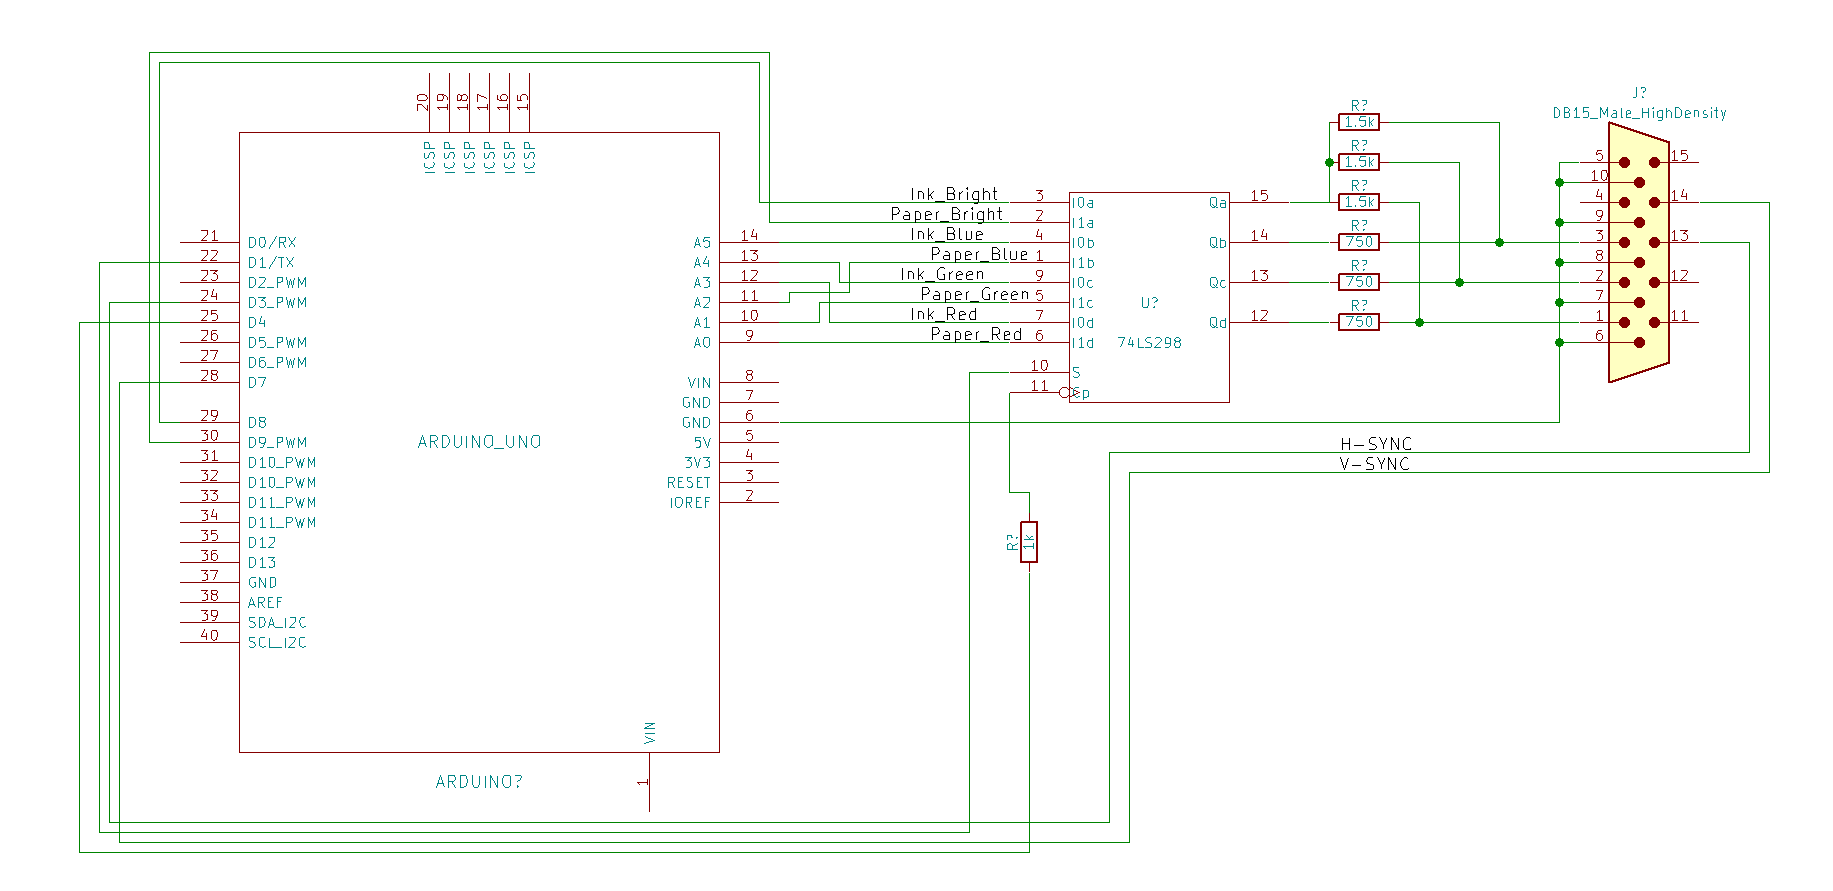 20
19
18
17
16
15
ICSP
ICSP
ICSP
ICSP
ICSP
ICSP
21 D0/RX
22 D1/TX
23 D2_PWM
24 D3_PWM
25 D4
26 D5_PWM
27 D6_PWM
28 D7
29 D8
30 D9_PWM
31 D10_PWM
32 D10_PWM
33 D11_PWM
34 D11_PWM
35 D12
36 D13
37 GND
38 AREF
39 SDA_I2C
40 SCL_I2C
ARDUINO_UNO
A5 14
A4 13
A3 12
A2 11
A1 10
A0 9
VIN 8
GND 7
GND 6
5V 5
3V3 4
RESET 3
IOREF 2
VIN
1
ARDUINO?
Ink_Bright 3 I0a
Paper_Bright 2 I1a
Ink_Blue 4 I0b
Paper_Blue 1 I1b
Ink_Green 9 I0c
Paper_Green 5 I1c
Ink_Red 7 I0d
Paper_Red 6 I1d
10 S
11 Cp
U?
74LS298
Qa 15
Qb 14
Qc 13
Qd 12
R?
1.5k
R?
1.5k
R?
1.5k
R?
750
R?
750
R?
750
R?
1k
H-SYNC
V-SYNC
J?
DB15_Male_HighDensity
5
10
4
9
3
8
2
7
1
6
15
14
13
12
11